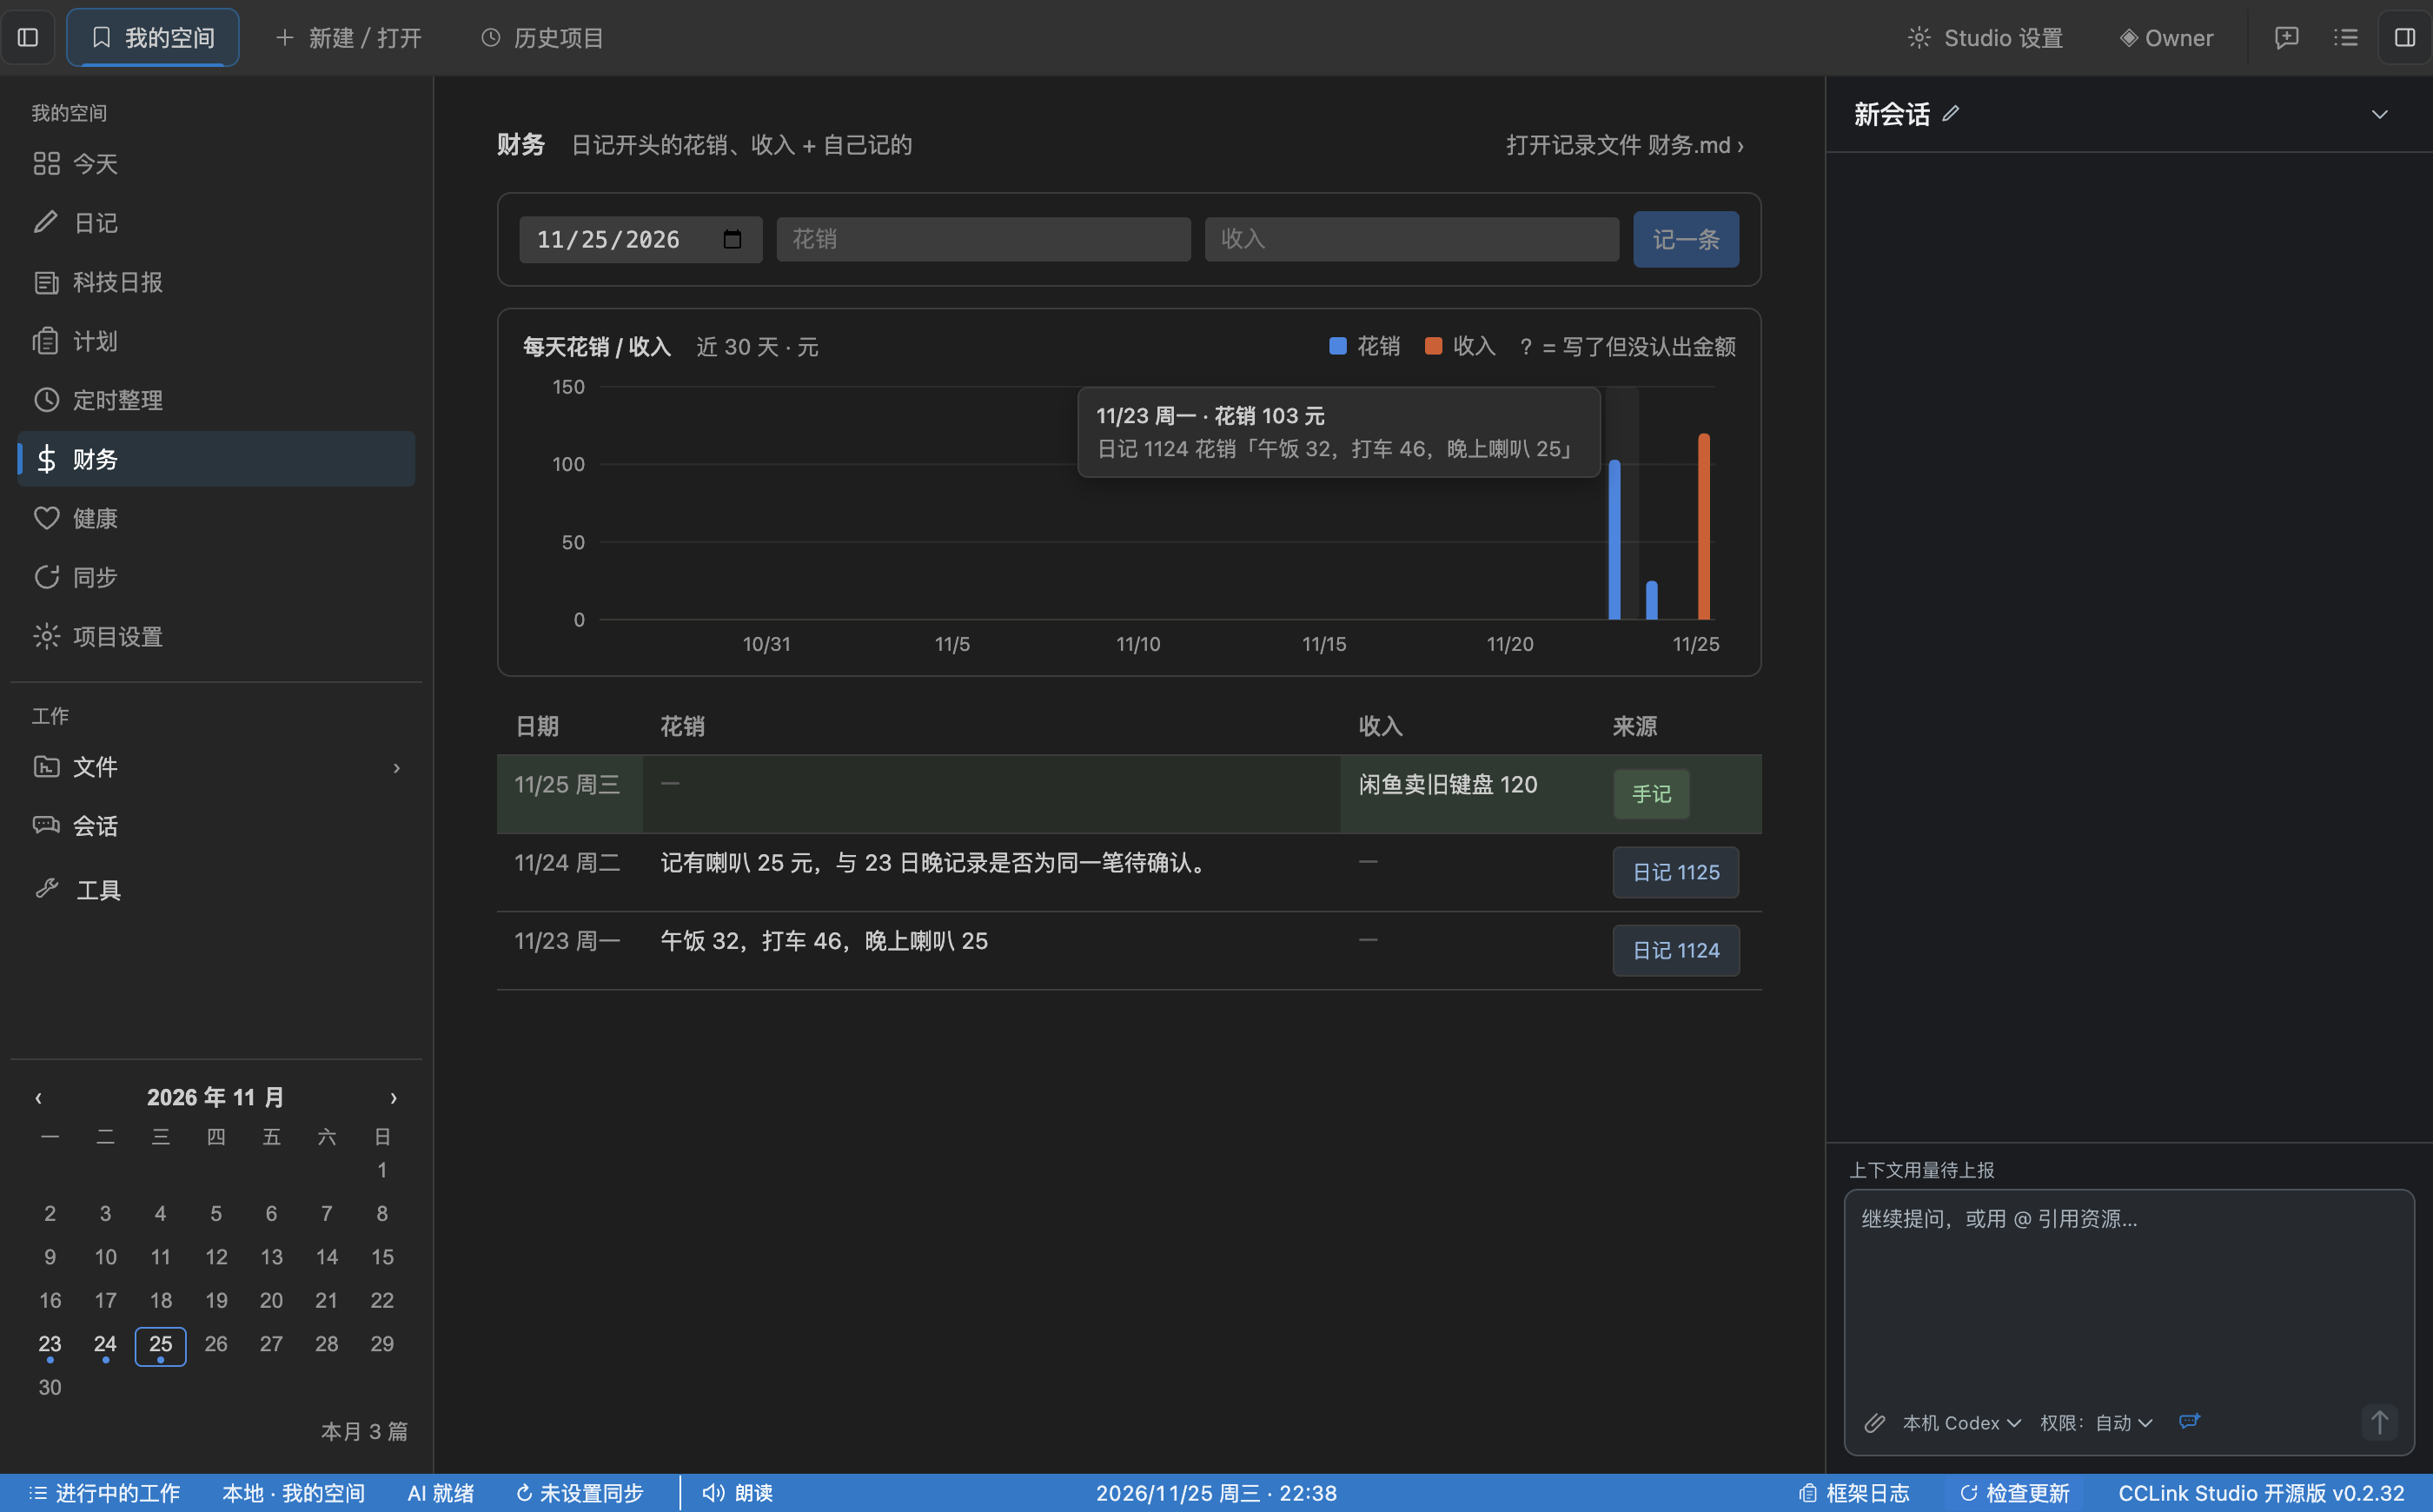 我的空间
新建 / 打开
历史项目
Studio 设置
Owner
我的空间
今天
日记
科技日报
计划
定时整理
财务
健康
同步
项目设置
工作
文件
会话
工具
2026 年 11 月
一 二 三 四 五 六 日
1
2 3 4 5 6 7 8
9 10 11 12 13 14 15
16 17 18 19 20 21 22
23 24 25 26 27 28 29
30
本月 3 篇
财务 日记开头的花销、收入 + 自己记的
打开记录文件 财务.md ›
11/25/2026 花销 收入 记一条
每天花销 / 收入 近 30 天 · 元
花销 收入 ? = 写了但没认出金额
150
100
50
0
11/23 周一 · 花销 103 元
日记 1124 花销「午饭 32，打车 46，晚上喇叭 25」
10/31 11/5 11/10 11/15 11/20 11/25
日期 花销 收入 来源
11/25 周三 — 闲鱼卖旧键盘 120 手记
11/24 周二 记有喇叭 25 元，与 23 日晚记录是否为同一笔待确认。 — 日记 1125
11/23 周一 午饭 32，打车 46，晚上喇叭 25 — 日记 1124
新会话
上下文用量待上报
继续提问，或用 @ 引用资源...
本机 Codex 权限：自动
进行中的工作 本地 · 我的空间 AI 就绪 未设置同步 朗读 2026/11/25 周三 · 22:38 框架日志 检查更新 CCLink Studio 开源版 v0.2.32